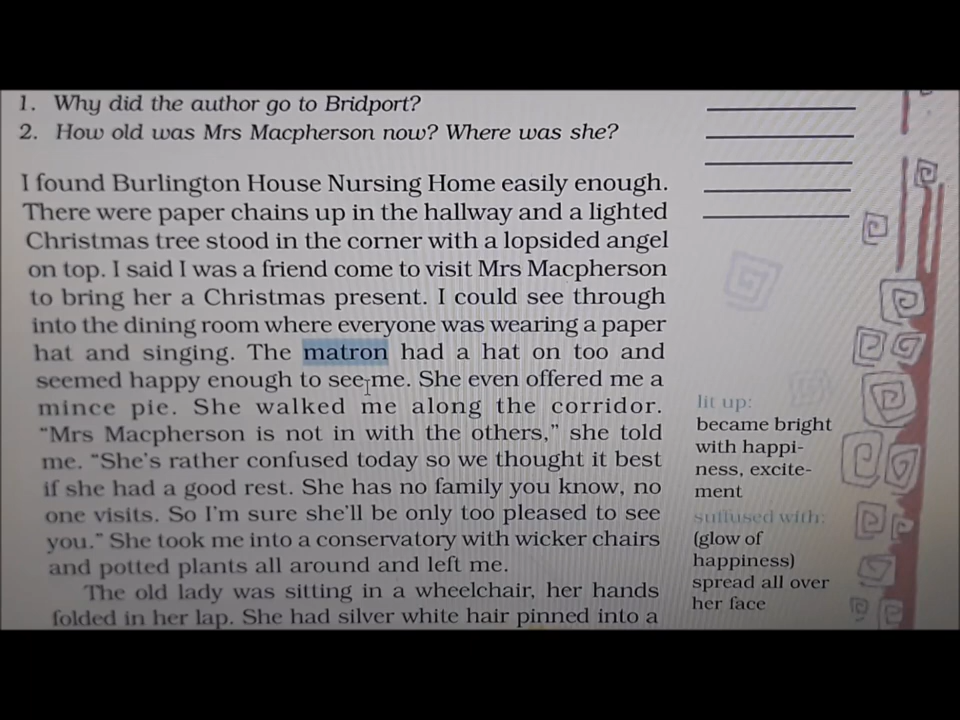 1. Why did the author go to Bridport?
2. How old was Mrs Macpherson now? Where was she?
I found Burlington House Nursing Home easily enough.
There were paper chains up in the hallway and a lighted
Christmas tree stood in the corner with a lopsided angel
on top. I said I was a friend come to visit Mrs Macpherson
to bring her a Christmas present. I could see through
into the dining room where everyone was wearing a paper
hat and singing. The matron had a hat on too and
seemed happy enough to see me. She even offered me a
mince pie. She walked me along the corridor.
“Mrs Macpherson is not in with the others,” she told
me. “She’s rather confused today so we thought it best
if she had a good rest. She has no family you know, no
one visits. So I’m sure she’ll be only too pleased to see
you.” She took me into a conservatory with wicker chairs
and potted plants all around and left me.
The old lady was sitting in a wheelchair, her hands
folded in her lap. She had silver white hair pinned into a
lit up:
became bright
with happi-
ness, excite-
ment
suffused with:
(glow of
happiness)
spread all over
her face